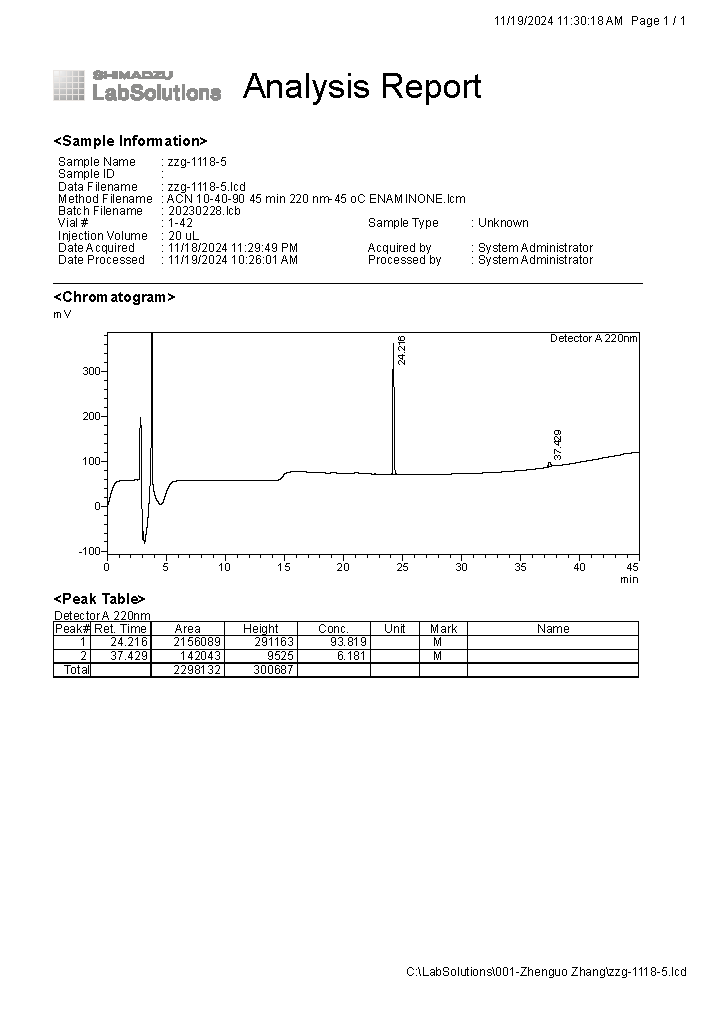 11/19/2024 11:30:18 AM Page 1 / 1
SHIMADZU
LabSolutions
Analysis Report
<Sample Information>
Sample Name : zzg-1118-5
Sample ID :
Data Filename : zzg-1118-5.lcd
Method Filename : ACN 10-40-90 45 min 220 nm-45 oC ENAMINONE.lcm
Batch Filename : 20230228.lcb
Vial # : 1-42 Sample Type : Unknown
Injection Volume : 20 uL
Date Acquired : 11/18/2024 11:29:49 PM Acquired by : System Administrator
Date Processed : 11/19/2024 10:26:01 AM Processed by : System Administrator
<Chromatogram>
mV
Detector A 220nm
24.216
37.429
300
200
100
0
-100
0 5 10 15 20 25 30 35 40 45
min
<Peak Table>
Detector A 220nm
Peak# Ret. Time Area Height Conc. Unit Mark Name
1 24.216 2156089 291163 93.819 M
2 37.429 142043 9525 6.181 M
Total 2298132 300687
C:\LabSolutions\001-Zhenguo Zhang\zzg-1118-5.lcd